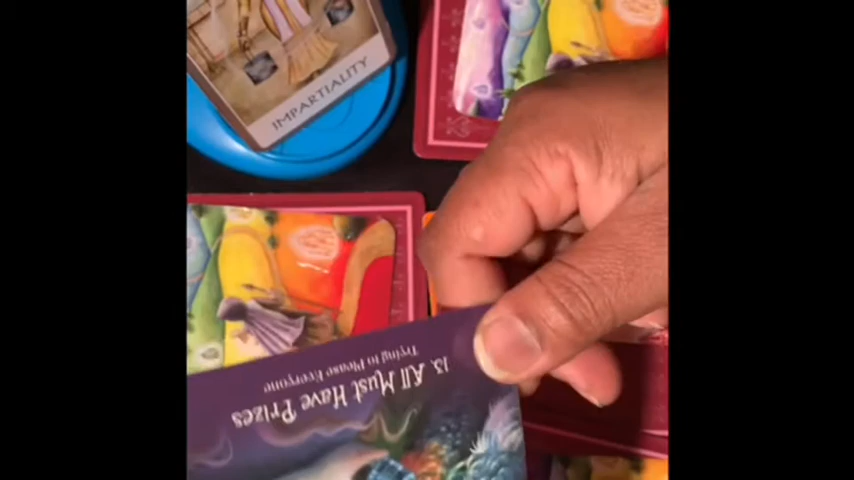 IMPARTIALITY
13. All Must Have Prizes
Trying to Please Everyone